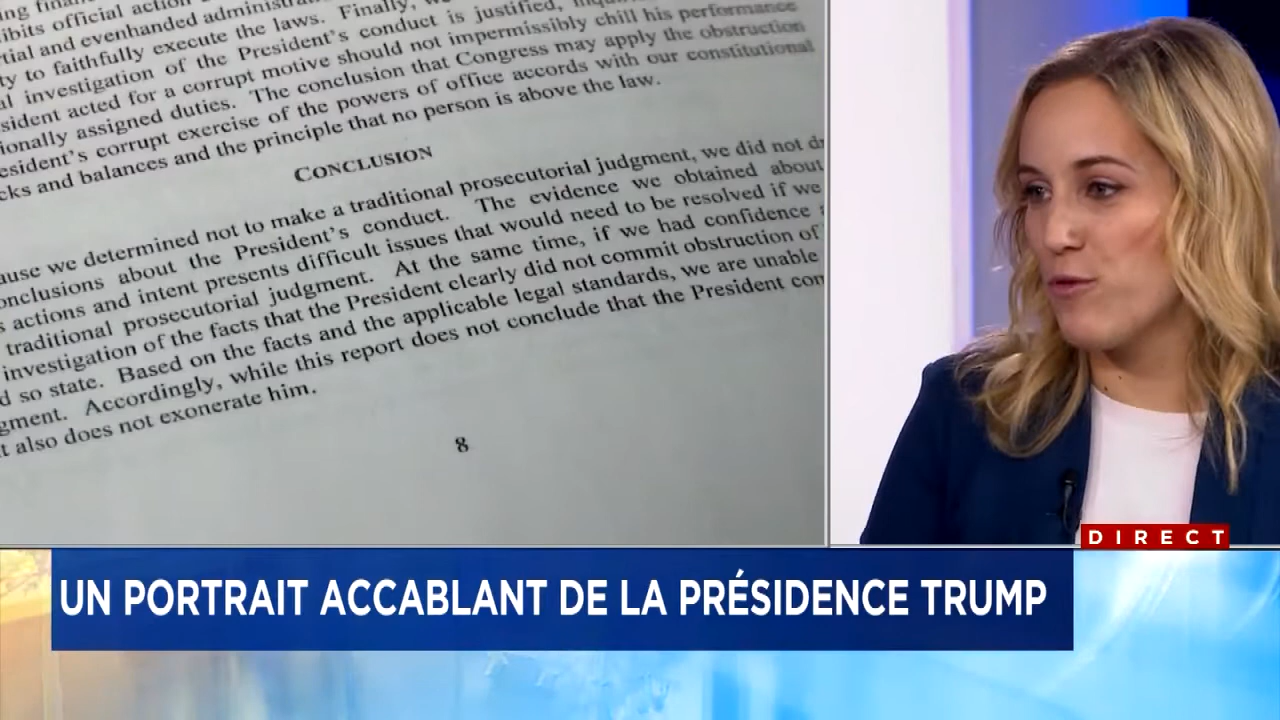 ibits official action
tial and evenhanded
ty to faithfully execute the laws. Finally,
al investigation of the President's conduct is justified,
sident acted for a corrupt motive should not impermissibly chill his performance
ionally assigned duties. The conclusion that Congress may apply the obstruction
esident's corrupt exercise of the powers of office accords with our constitutional
cks and balances and the principle that no person is above the law.
CONCLUSION
ause we determined not to make a traditional prosecutorial judgment, we did not
onclusions about the President's conduct. The evidence we obtained about
s actions and intent presents difficult issues that would need to be resolved if we
traditional prosecutorial judgment. At the same time, if we had confidence
investigation of the facts that the President clearly did not commit obstruction of
d so state. Based on the facts and the applicable legal standards, we are unable
gment. Accordingly, while this report does not conclude that the President
t also does not exonerate him.
8
DIRECT
UN PORTRAIT ACCABLANT DE LA PRÉSIDENCE TRUMP